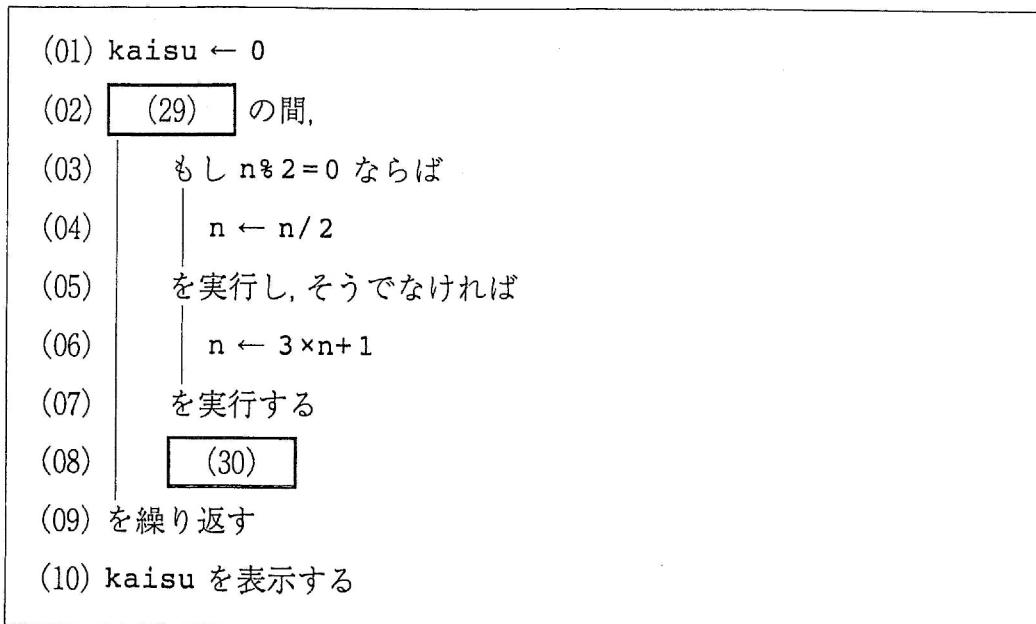 (01) kaisu ← 0
(02) (29) の間,
(03) もし n%2=0 ならば
(04) n ← n/2
(05) を実行し, そうでなければ
(06) n ← 3×n+1
(07) を実行する
(08) (30)
(09) を繰り返す
(10) kaisu を表示する